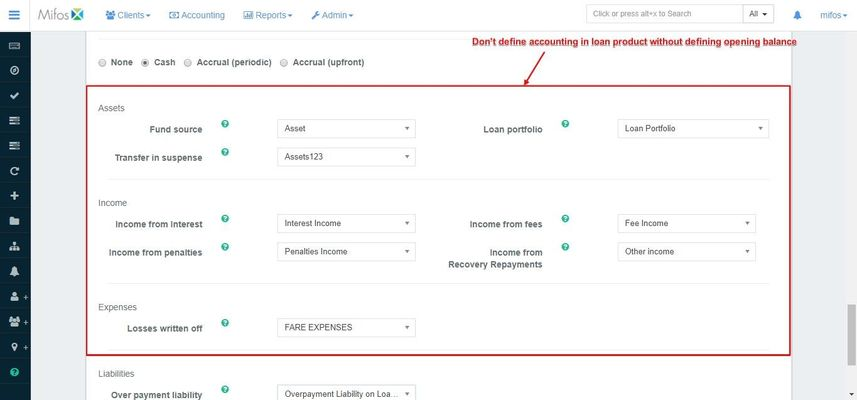 Mifos Clients Accounting Reports Admin Click or press alt+x to Search All mifos
Don't define accounting in loan product without defining opening balance
None Cash Accrual (periodic) Accrual (upfront)
Assets
Fund source Asset Loan portfolio Loan Portfolio
Transfer in suspense Assets123
Income
Income from interest Interest Income Income from fees Fee Income
Income from penalties Penalties Income Income from Other income
Recovery Repayments
Expenses
Losses written off FARE EXPENSES
Liabilities
Over payment liability Overpayment Liability on Loa...